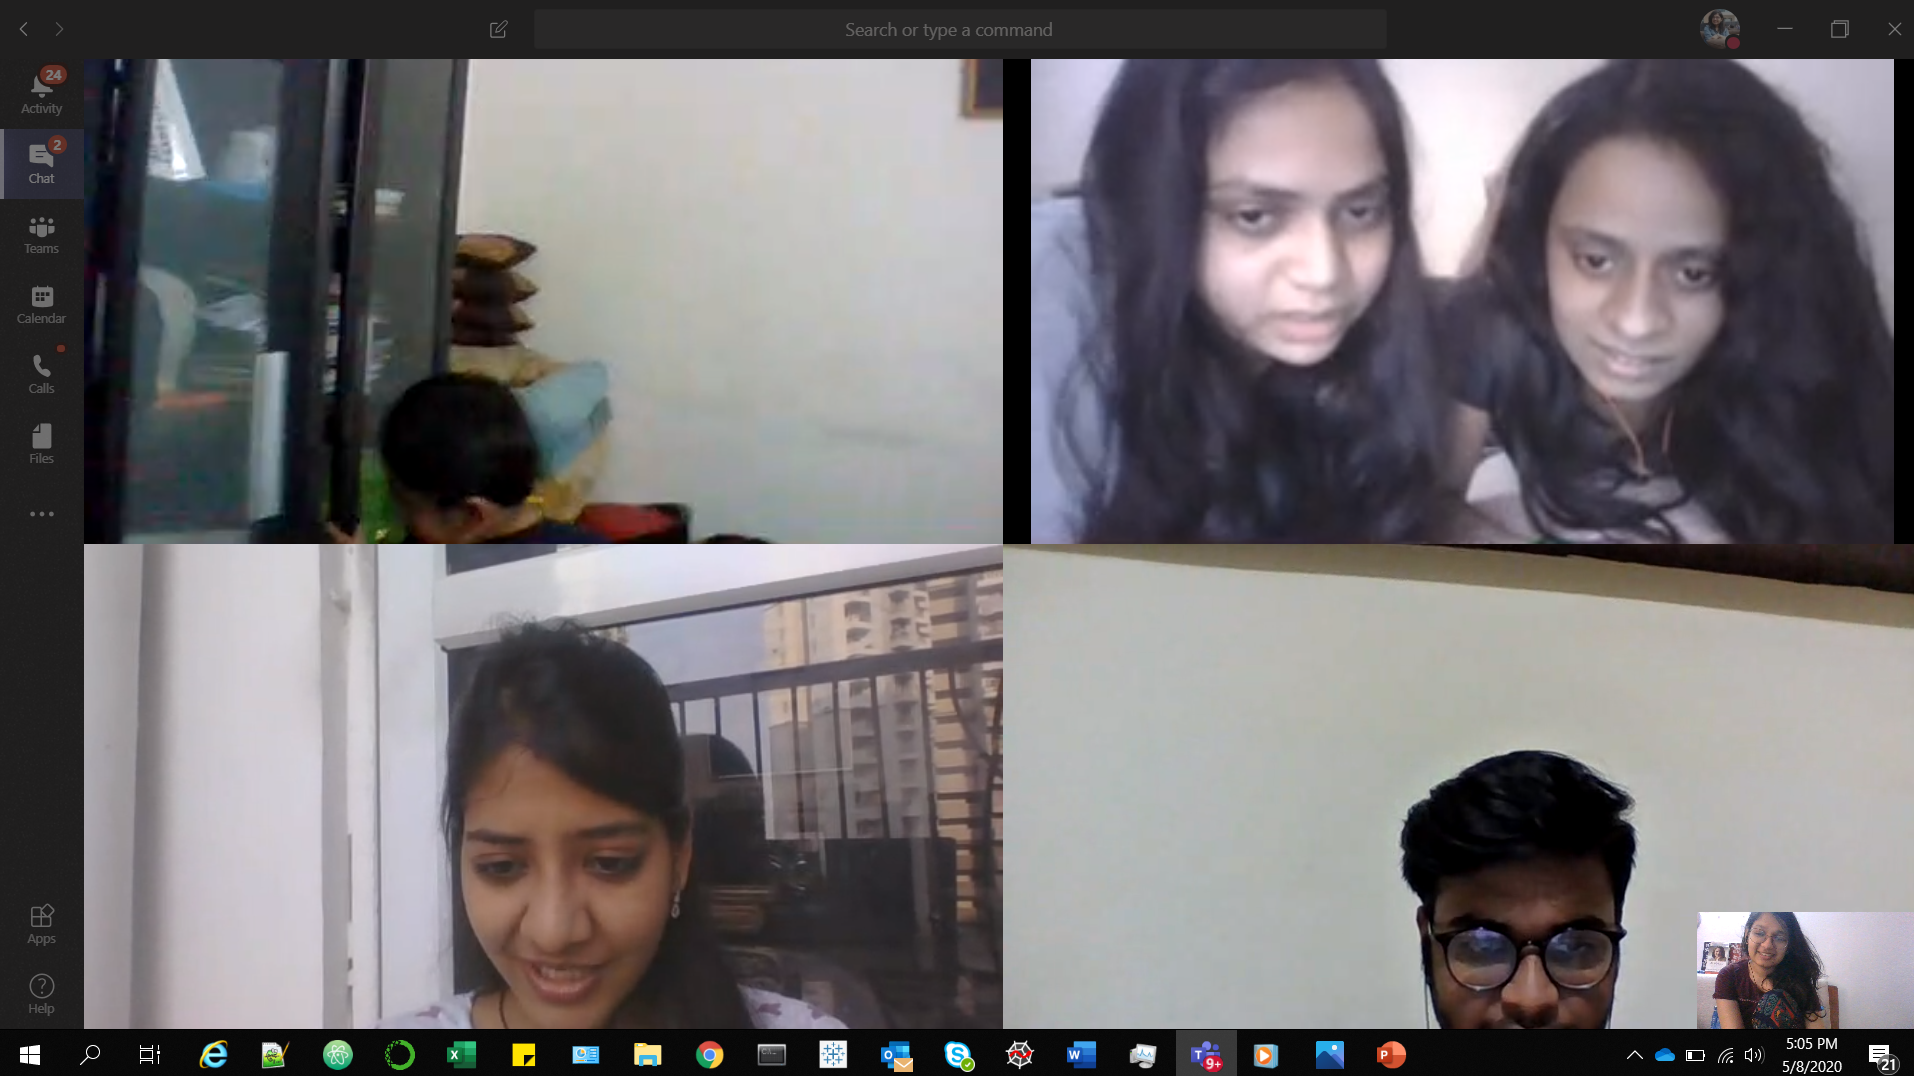 Search or type a command
24
Activity
2
Chat
Teams
Calendar
Calls
Files
Apps
Help
9+
5:05 PM
5/8/2020
21